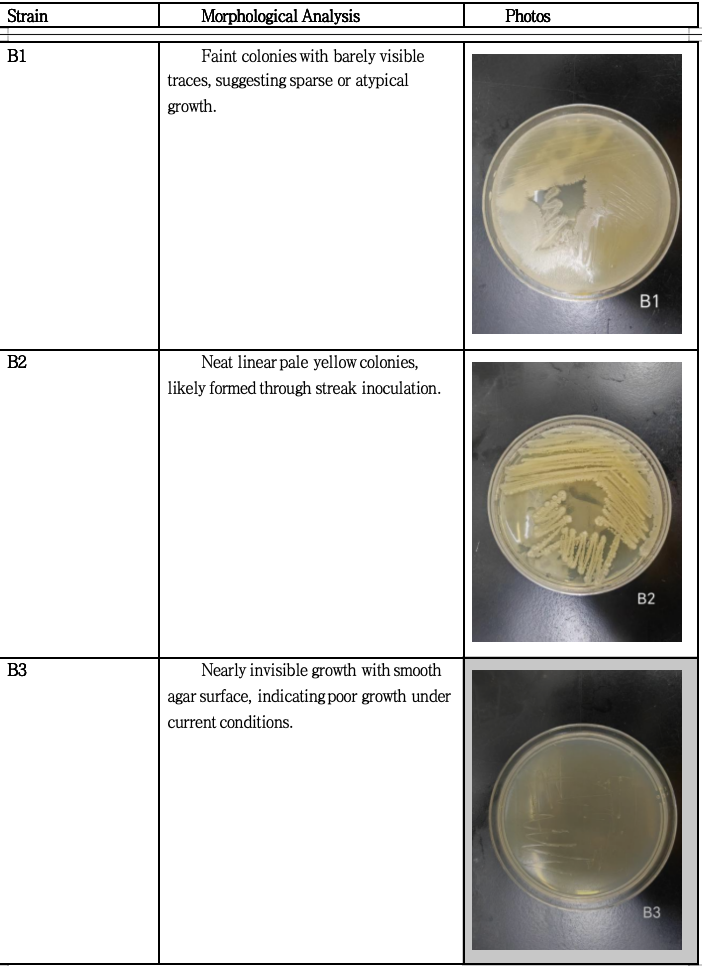 Strain Morphological Analysis Photos
B1 Faint colonies with barely visible
traces, suggesting sparse or atypical
growth.
B1
B2 Neat linear pale yellow colonies,
likely formed through streak inoculation.
B2
B3 Nearly invisible growth with smooth
agar surface, indicating poor growth under
current conditions.
B3